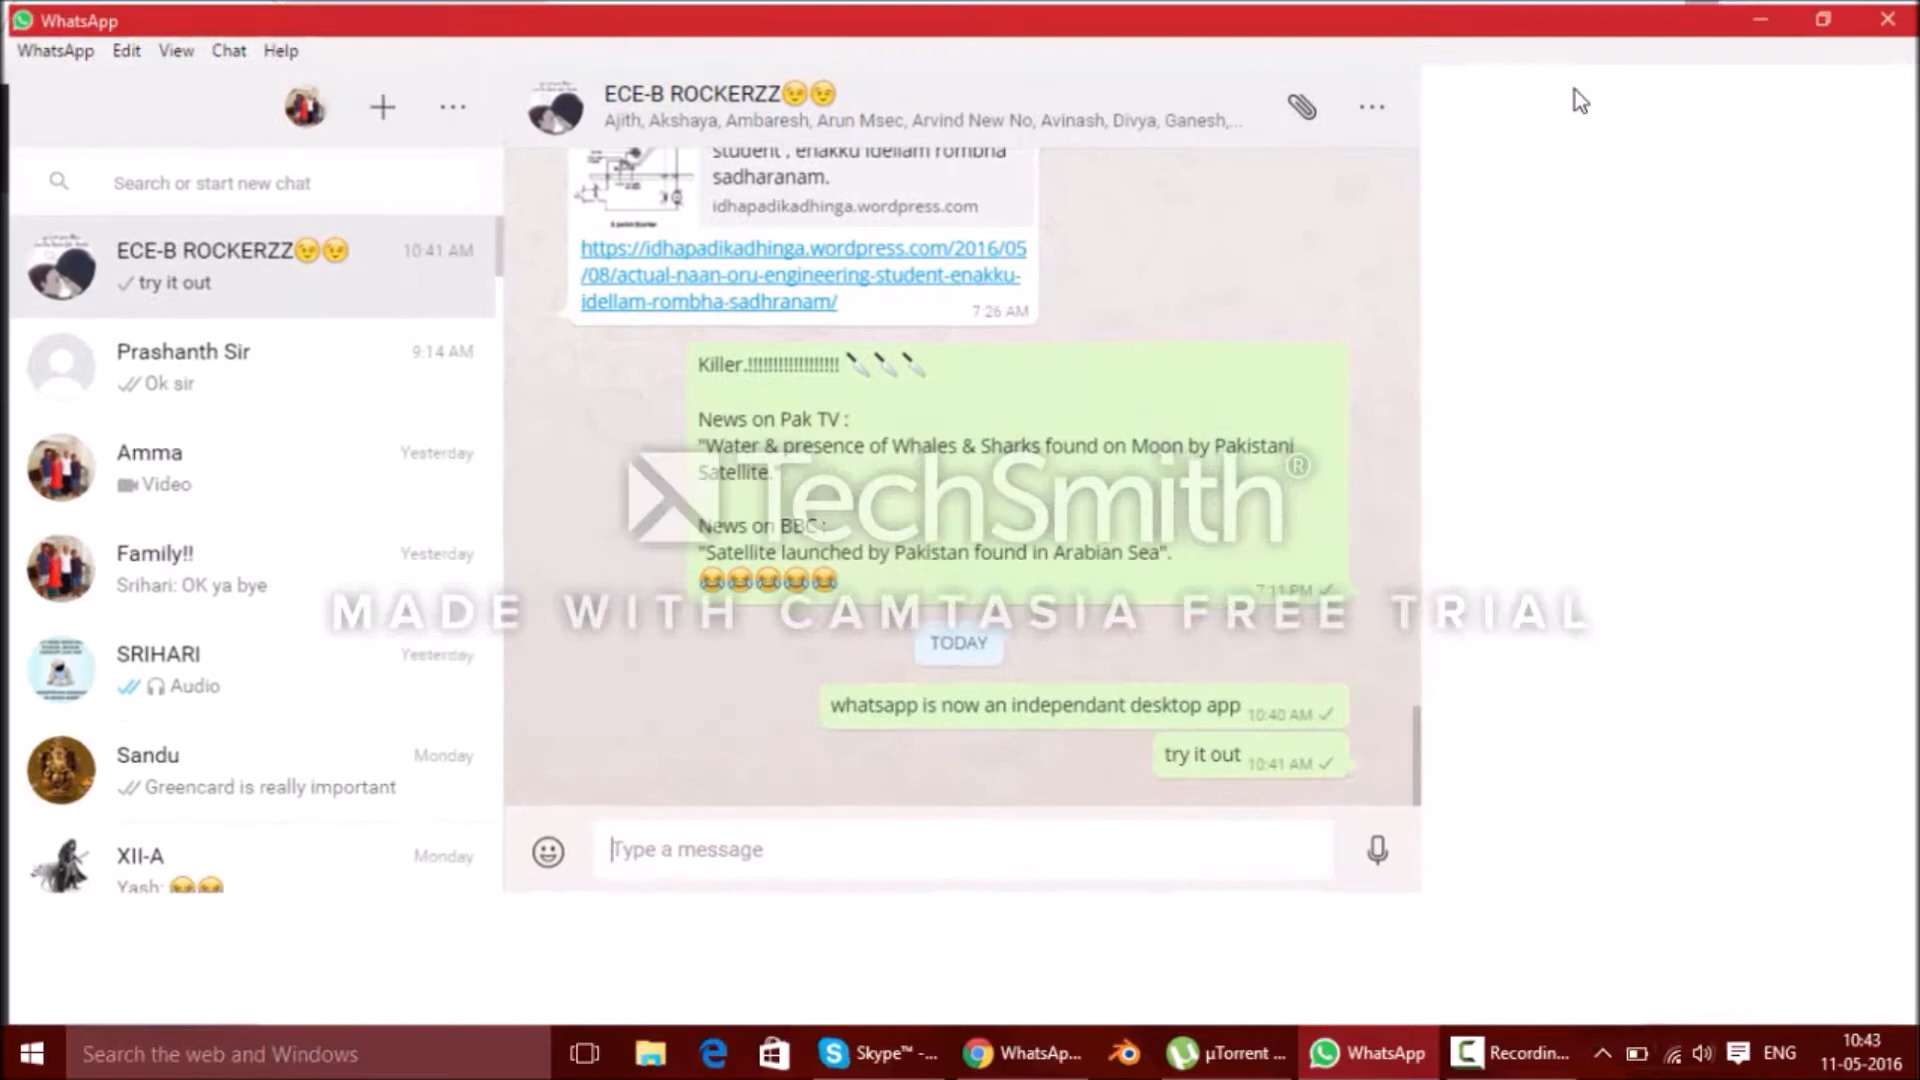 WhatsApp
WhatsApp Edit View Chat Help
Search or start new chat
ECE-B ROCKERZZ😉😉 10:41 AM
try it out
Prashanth Sir 9:14 AM
Ok sir
Amma Yesterday
Video
Family!! Yesterday
Srihari: OK ya bye
SRIHARI Yesterday
Audio
Sandu Monday
Greencard is really important
XII-A Monday
Yash: 😂😂
ECE-B ROCKERZZ😉😉
Ajith, Akshaya, Ambaresh, Arun Msec, Arvind New No, Avinash, Divya, Ganesh,...
student , enakku idellam rombha
sadharanam.
idhapadikadhinga.wordpress.com
https://idhapadikadhinga.wordpress.com/2016/05
/08/actual-naan-oru-engineering-student-enakku-
idellam-rombha-sadhranam/
7:26 AM
Killer.!!!!!!!!!!!!!!!!!! 🔪🔪🔪
News on Pak TV :
"Water & presence of Whales & Sharks found on Moon by Pakistani
Satellite."
News on BBC :
"Satellite launched by Pakistan found in Arabian Sea".
😂😂😂😂😂
7:11 PM
TechSmith®
MADE WITH CAMTASIA FREE TRIAL
TODAY
whatsapp is now an independant desktop app 10:40 AM
try it out 10:41 AM
Type a message
Search the web and Windows
Skype™ -...
WhatsAp...
µTorrent ...
WhatsApp
Recordin...
ENG
10:43
11-05-2016